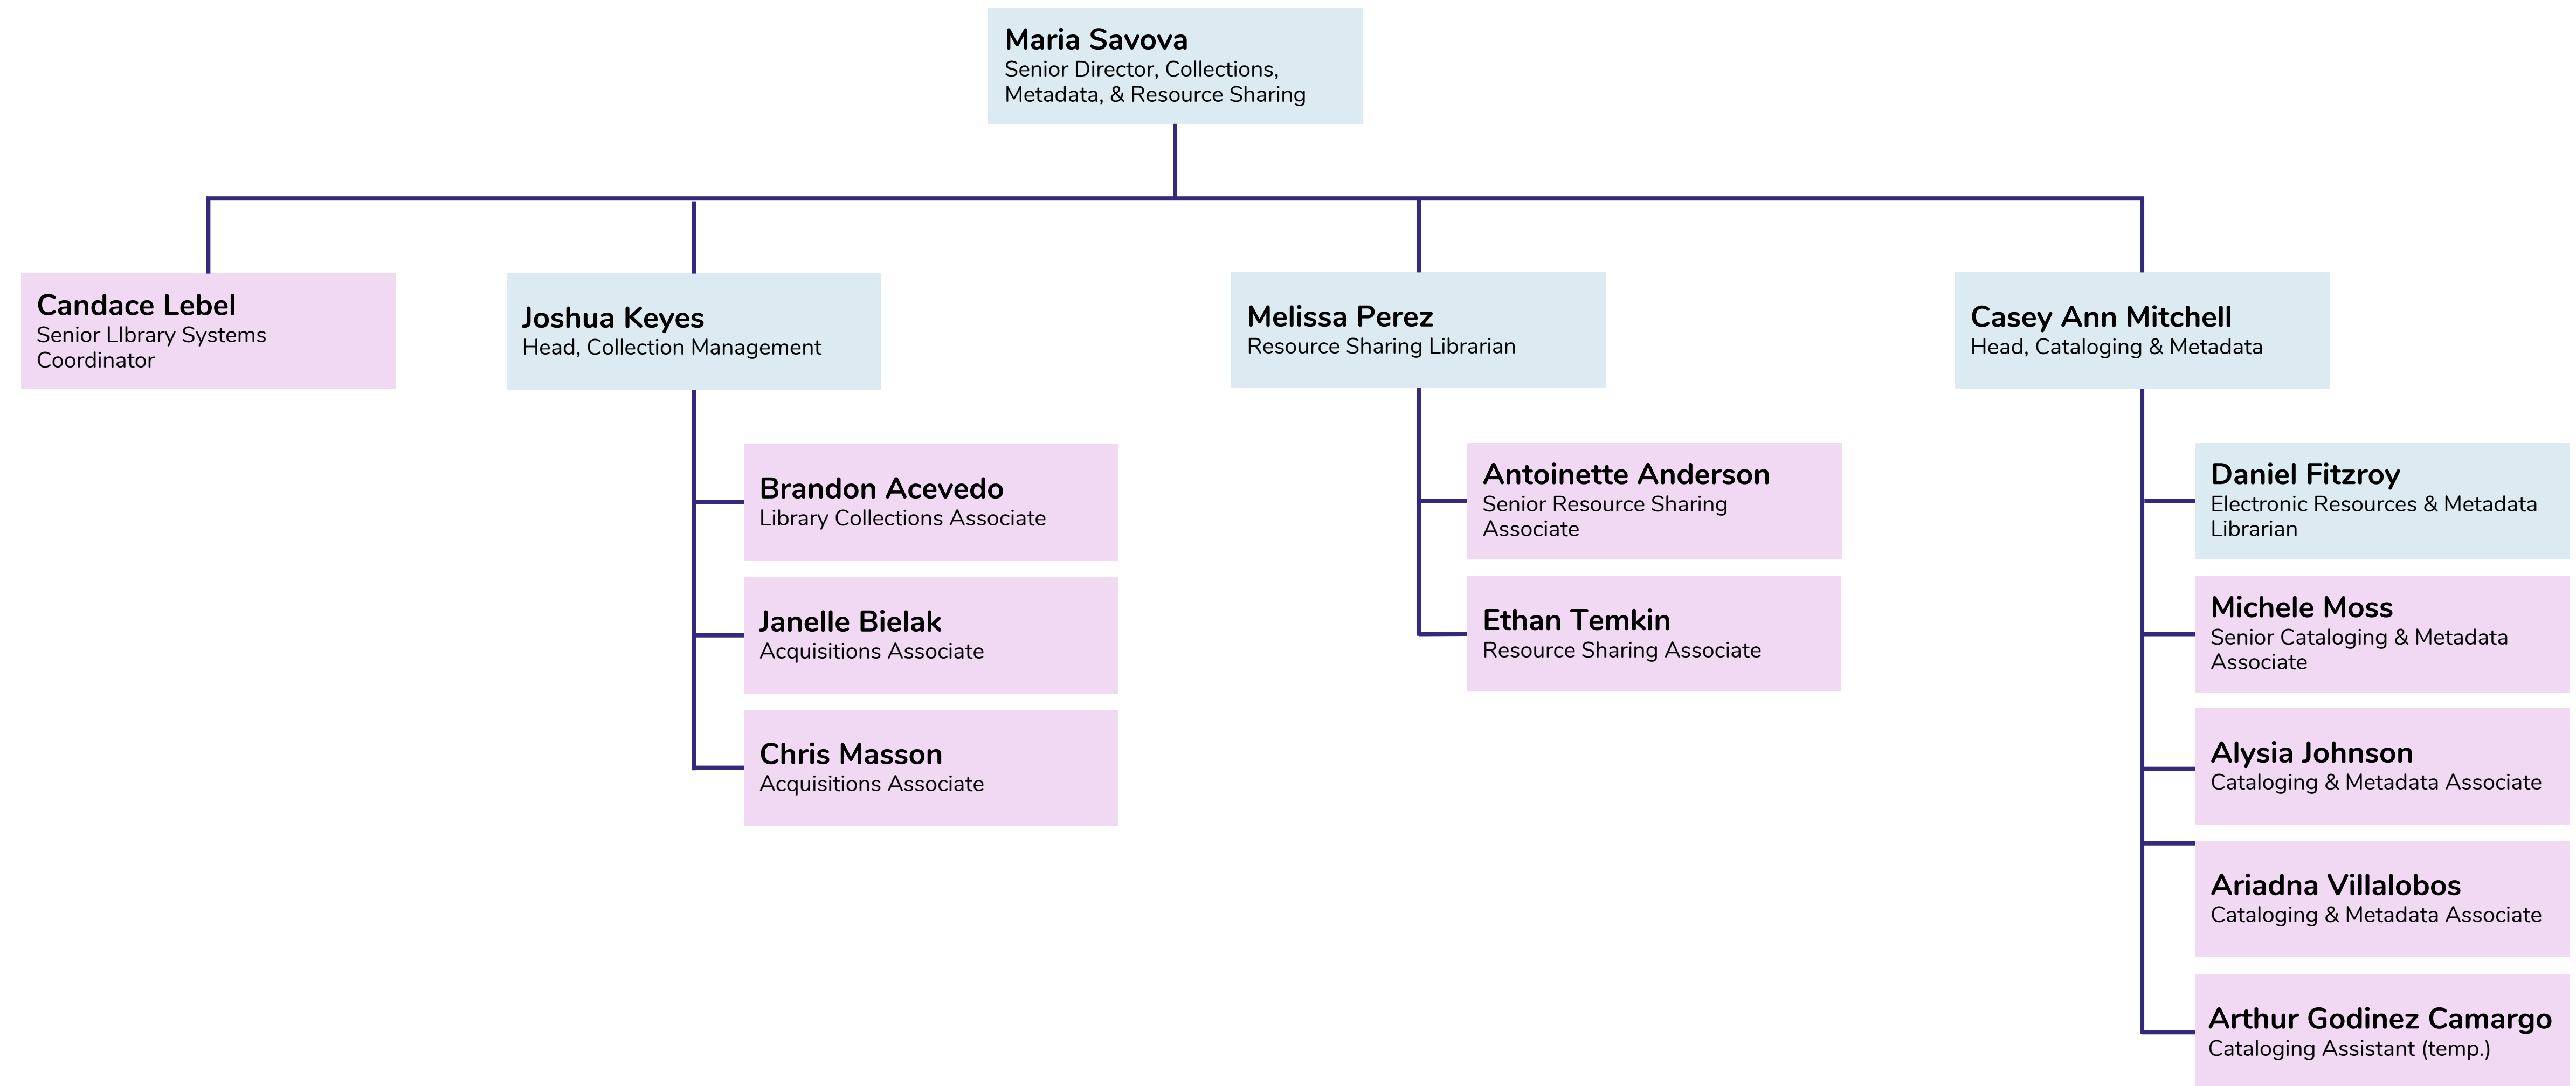 Maria Savova
Senior Director, Collections,
Metadata, & Resource Sharing
Candace Lebel
Senior LIbrary Systems
Coordinator
Joshua Keyes
Head, Collection Management
Brandon Acevedo
Library Collections Associate
Janelle Bielak
Acquisitions Associate
Chris Masson
Acquisitions Associate
Melissa Perez
Resource Sharing Librarian
Antoinette Anderson
Senior Resource Sharing
Associate
Ethan Temkin
Resource Sharing Associate
Casey Ann Mitchell
Head, Cataloging & Metadata
Daniel Fitzroy
Electronic Resources & Metadata
Librarian
Michele Moss
Senior Cataloging & Metadata
Associate
Alysia Johnson
Cataloging & Metadata Associate
Ariadna Villalobos
Cataloging & Metadata Associate
Arthur Godinez Camargo
Cataloging Assistant (temp.)